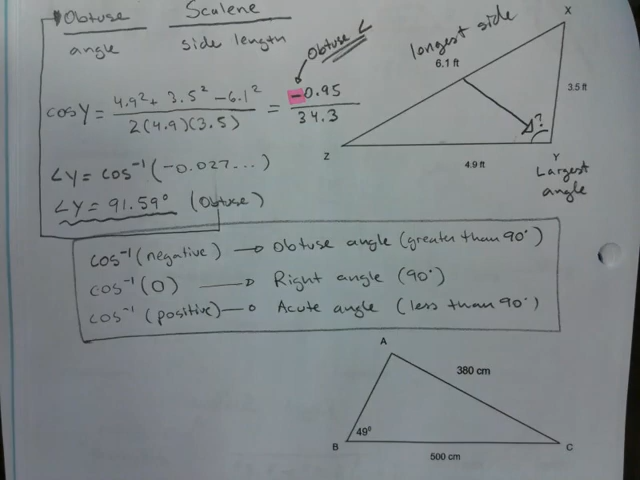 Obtuse Scalene
angle side length
Obtuse ∠
cosY = 4.9² + 3.5² - 6.1² / 2(4.9)(3.5) = -0.95 / 34.3
∠Y = cos⁻¹(-0.027...)
∠Y = 91.59° (Obtuse)
longest side
X
6.1 ft
3.5 ft
?
Z
Y
4.9 ft
Largest
angle
cos⁻¹(negative) → Obtuse angle (greater than 90°)
cos⁻¹(0) → Right angle (90°)
cos⁻¹(positive) → Acute angle (less than 90°)
A
380 cm
49⁰
B
C
500 cm